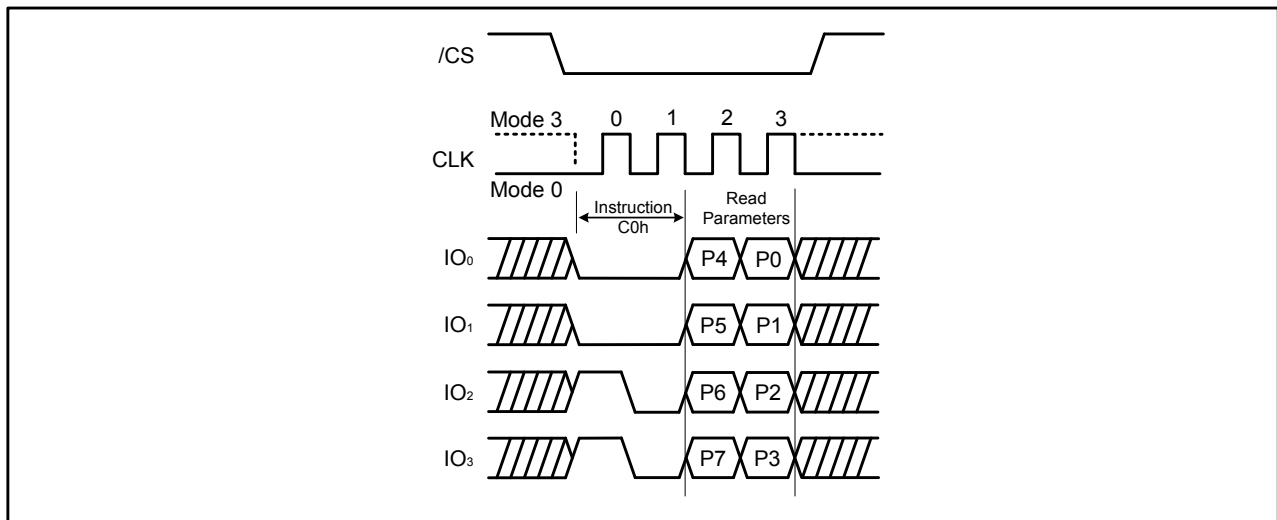 /CS
Mode 3 0 1 2 3
CLK
Mode 0
Instruction
C0h
Read
Parameters
IO₀ P4 P0
IO₁ P5 P1
IO₂ P6 P2
IO₃ P7 P3